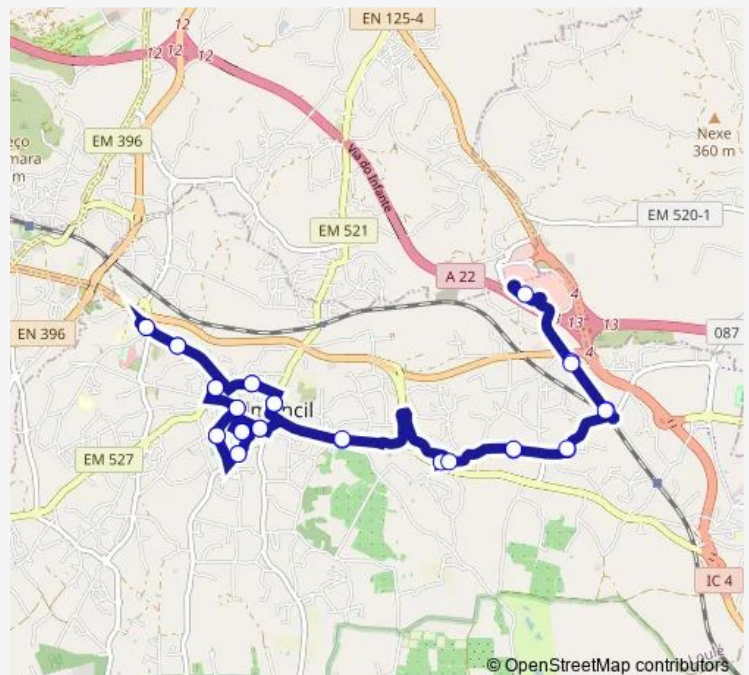 EN 125-4
12
12
12
12
Nexe
360 m
EM 396
Via do Infante
EM 520-1
EM 521
A 22
4
13
13
087
EN 396
4
EM 527
IC 4
Loulé
© OpenStreetMap contributors